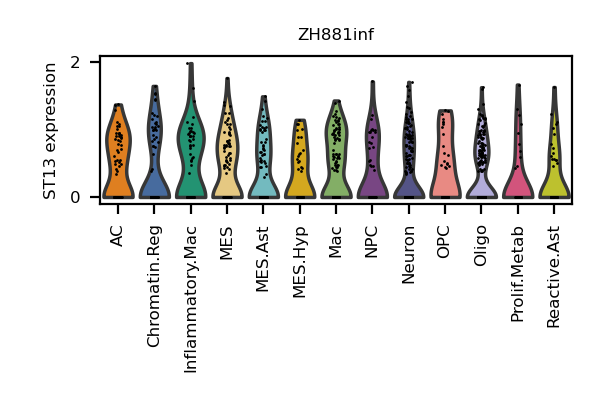 ZH881inf
ST13 expression
2
0
AC
Chromatin.Reg
Inflammatory.Mac
MES
MES.Ast
MES.Hyp
Mac
NPC
Neuron
OPC
Oligo
Prolif.Metab
Reactive.Ast